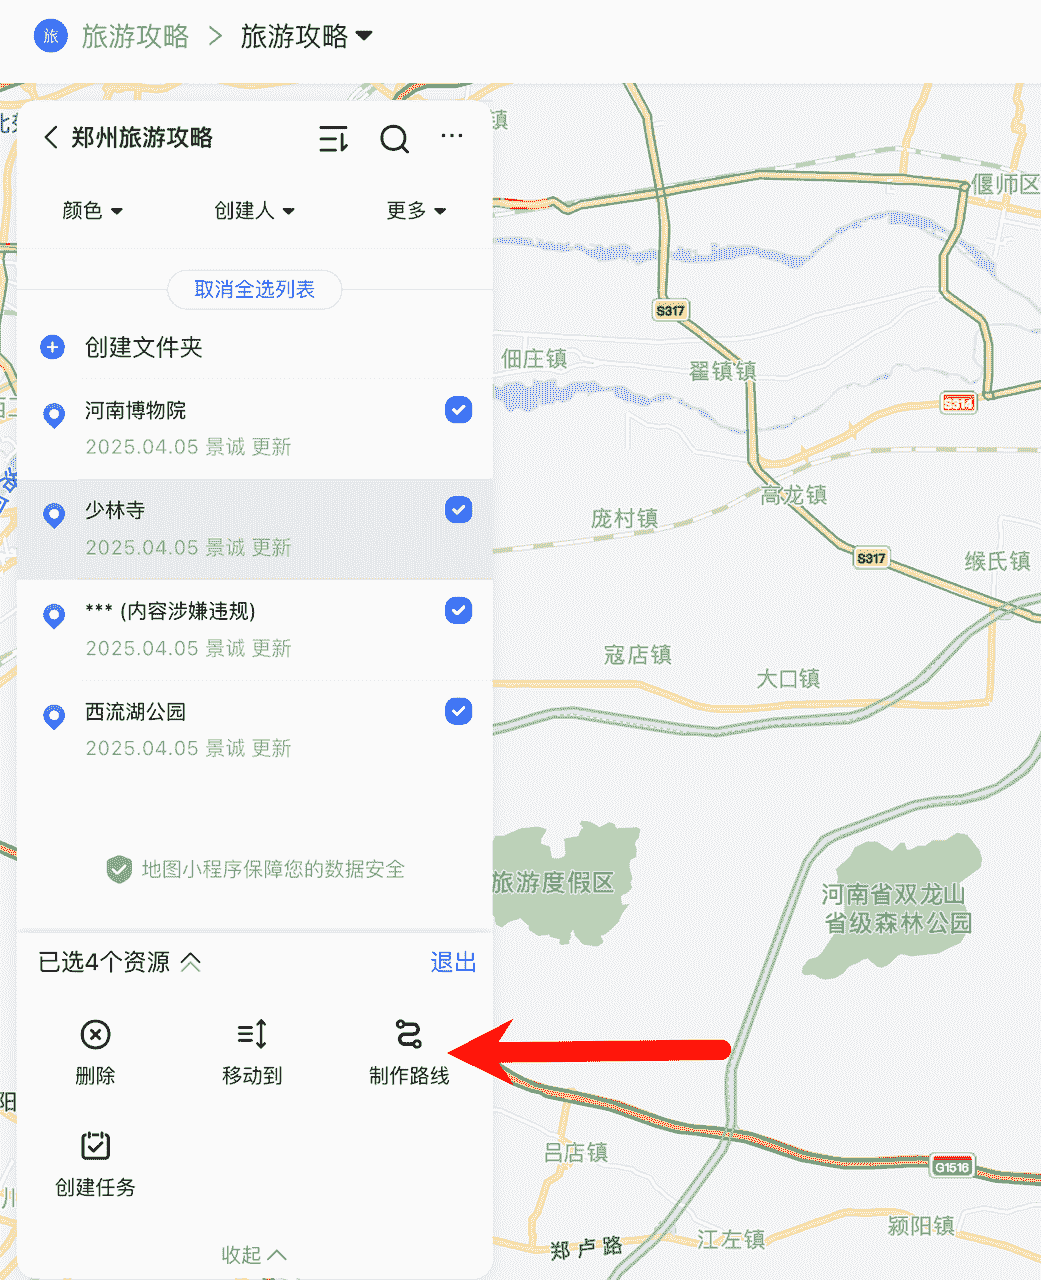 旅 旅游攻略 > 旅游攻略
郑州旅游攻略
颜色 创建人 更多
取消全选列表
创建文件夹
河南博物院
2025.04.05 景诚 更新
少林寺
2025.04.05 景诚 更新
*** (内容涉嫌违规)
2025.04.05 景诚 更新
西流湖公园
2025.04.05 景诚 更新
地图小程序保障您的数据安全
已选4个资源 退出
删除 移动到 制作路线
创建任务
收起
镇
偃师区
S317
佃庄镇
翟镇镇
高龙镇
庞村镇
S317
缑氏镇
寇店镇
大口镇
旅游度假区
河南省双龙山
省级森林公园
阳
吕店镇
G1516
川
郑卢路
江左镇
颍阳镇